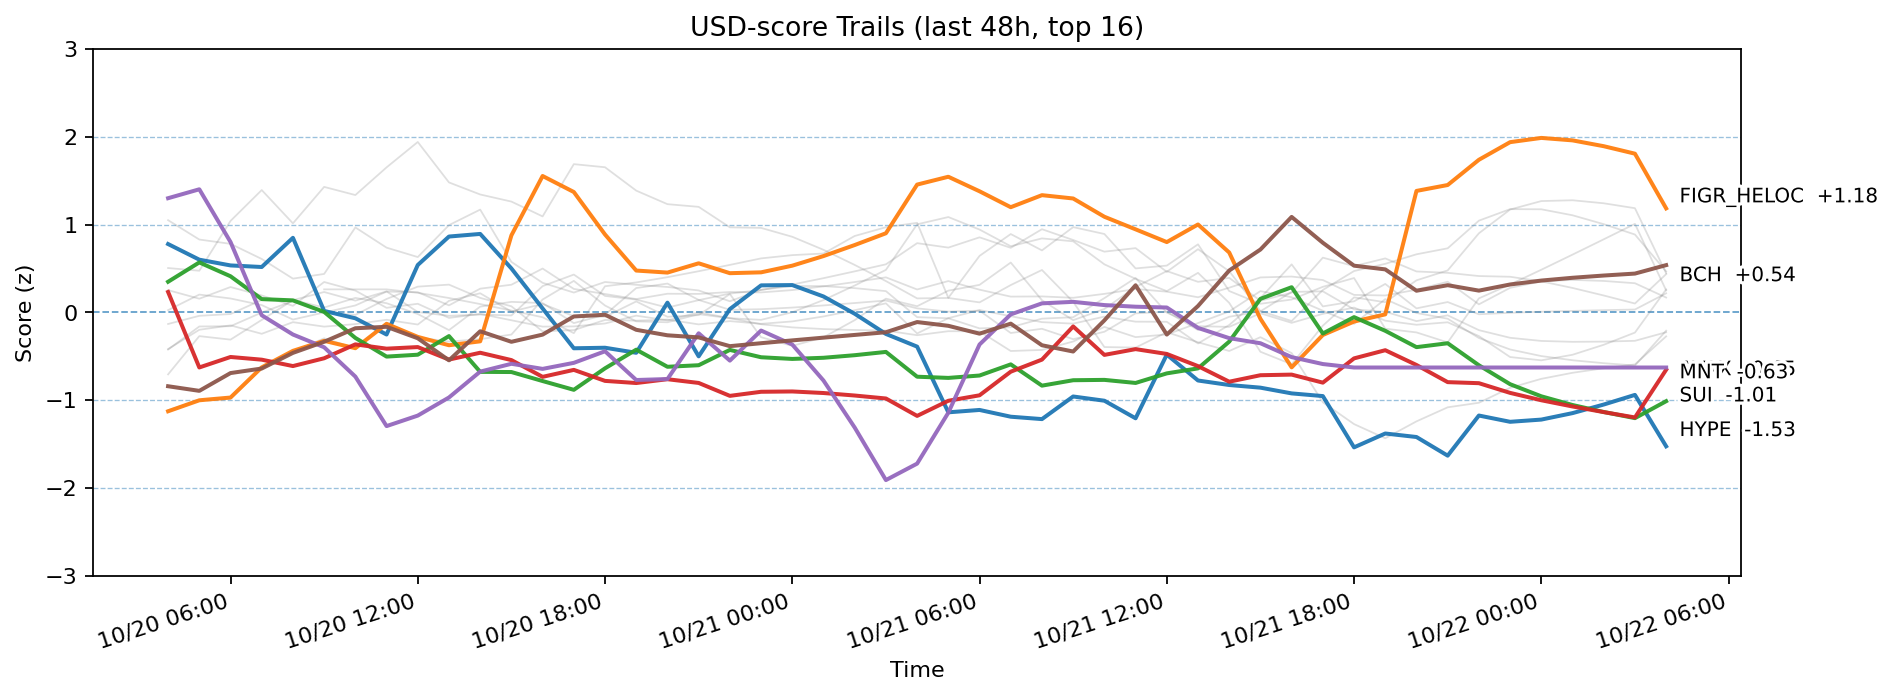 USD-score Trails (last 48h, top 16)
Score (z)
3
2
1
0
−1
−2
−3
FIGR_HELOC +1.18
BCH +0.54
MNT -0.63
SUI -1.01
HYPE -1.53
10/20 06:00
10/20 12:00
10/20 18:00
10/21 00:00
10/21 06:00
10/21 12:00
10/21 18:00
10/22 00:00
10/22 06:00
Time